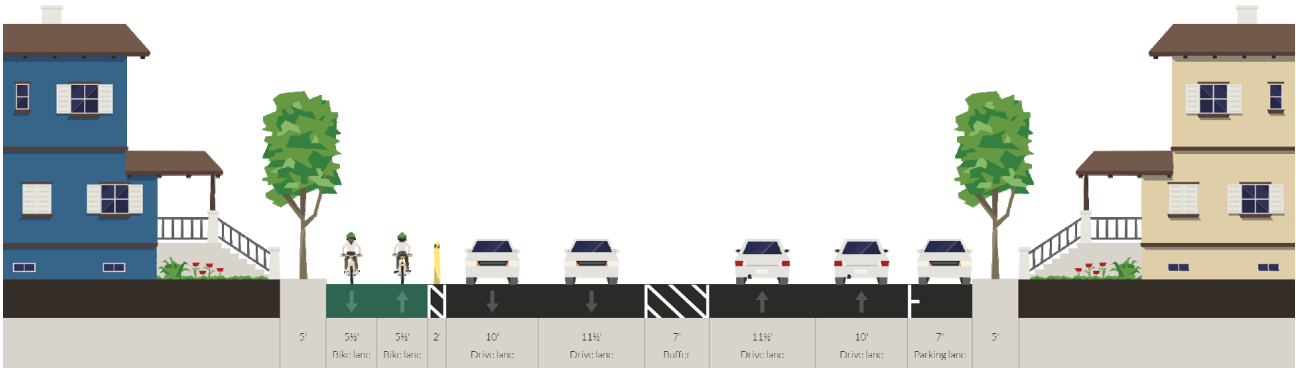 5' 5½' 5½' 2' 10' 11½' 7' 11½' 10' 7' 5'
Bike lane Bike lane Drive lane Drive lane Buffer Drive lane Drive lane Parking lane